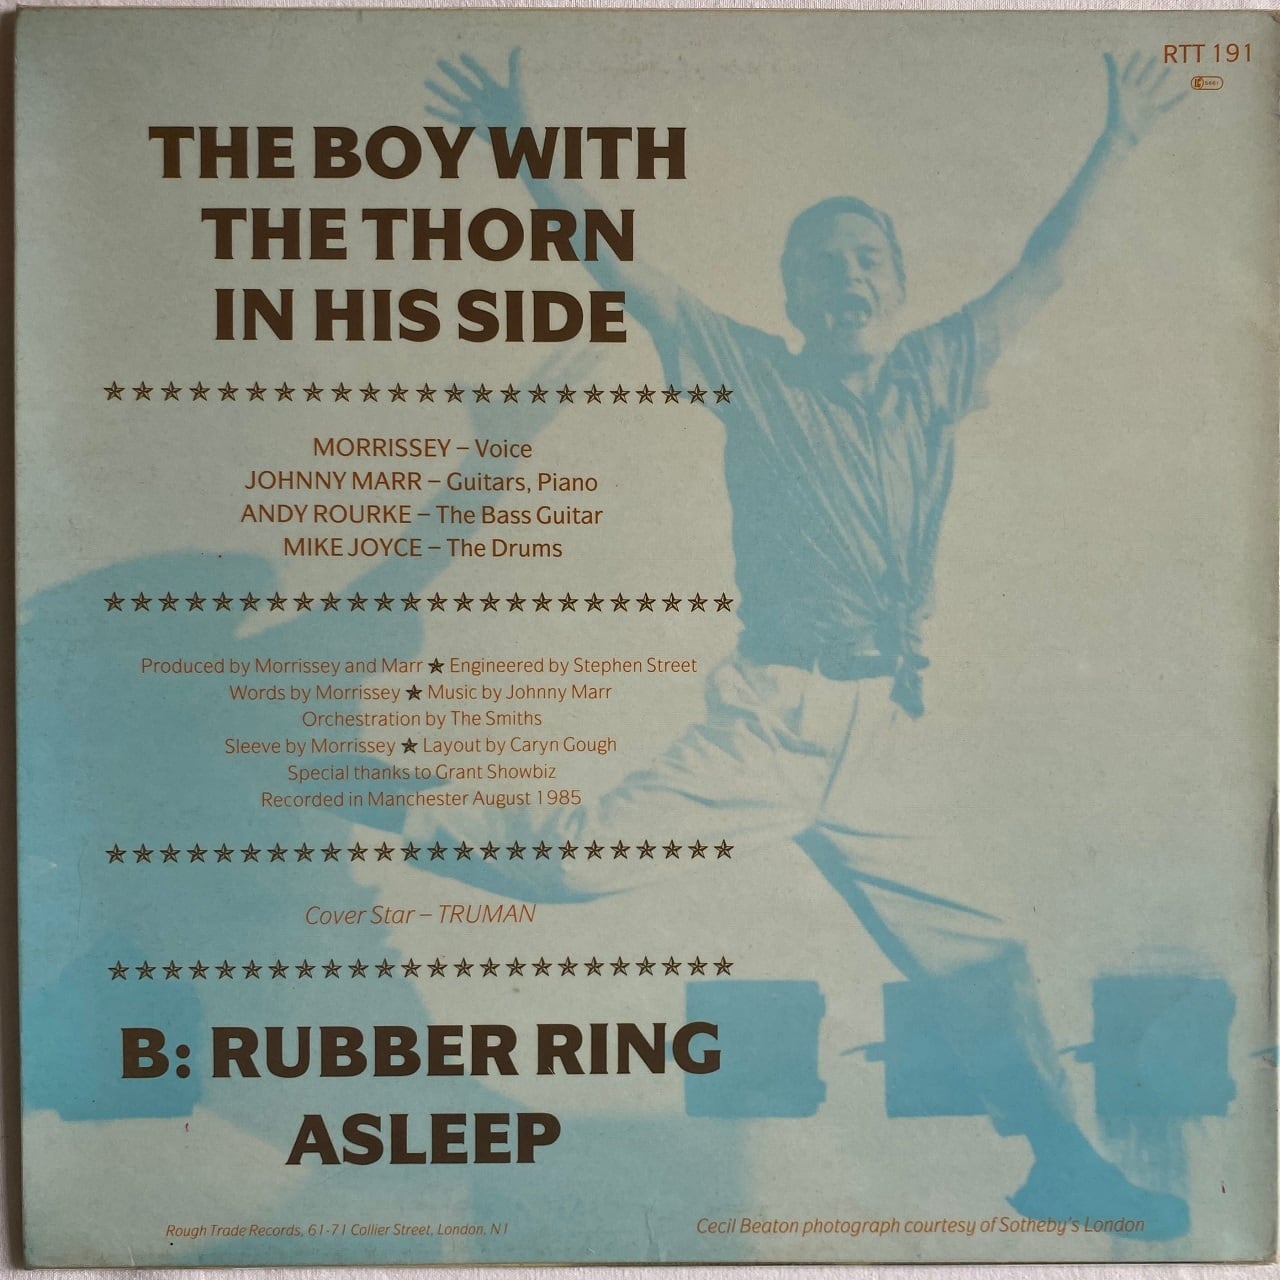 RTT 191
THE BOY WITH
THE THORN
IN HIS SIDE
MORRISSEY – Voice
JOHNNY MARR – Guitars, Piano
ANDY ROURKE – The Bass Guitar
MIKE JOYCE – The Drums
Produced by Morrissey and Marr ★ Engineered by Stephen Street
Words by Morrissey ★ Music by Johnny Marr
Orchestration by The Smiths
Sleeve by Morrissey ★ Layout by Caryn Gough
Special thanks to Grant Showbiz
Recorded in Manchester August 1985
Cover Star – TRUMAN
B: RUBBER RING
ASLEEP
Rough Trade Records, 61-71 Collier Street, London, N1
Cecil Beaton photograph courtesy of Sotheby's London